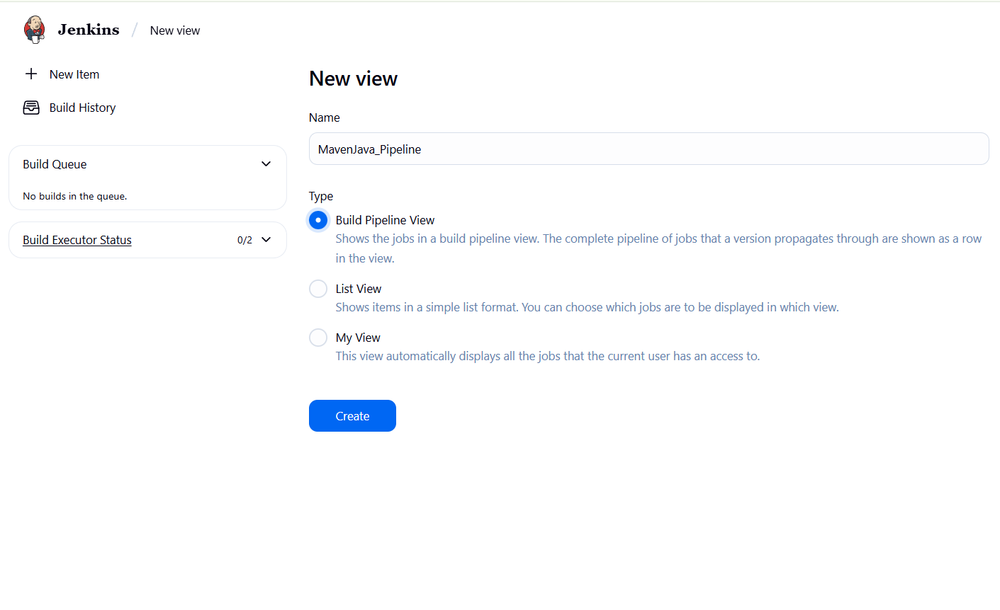 Jenkins / New view
New Item
Build History
Build Queue
No builds in the queue.
Build Executor Status 0/2
New view
Name
MavenJava_Pipeline
Type
Build Pipeline View
Shows the jobs in a build pipeline view. The complete pipeline of jobs that a version propagates through are shown as a row
in the view.
List View
Shows items in a simple list format. You can choose which jobs are to be displayed in which view.
My View
This view automatically displays all the jobs that the current user has an access to.
Create